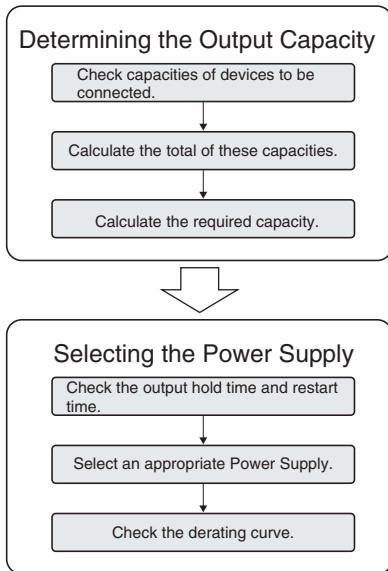 Determining the Output Capacity
Check capacities of devices to be
connected.
Calculate the total of these capacities.
Calculate the required capacity.
Selecting the Power Supply
Check the output hold time and restart
time.
Select an appropriate Power Supply.
Check the derating curve.